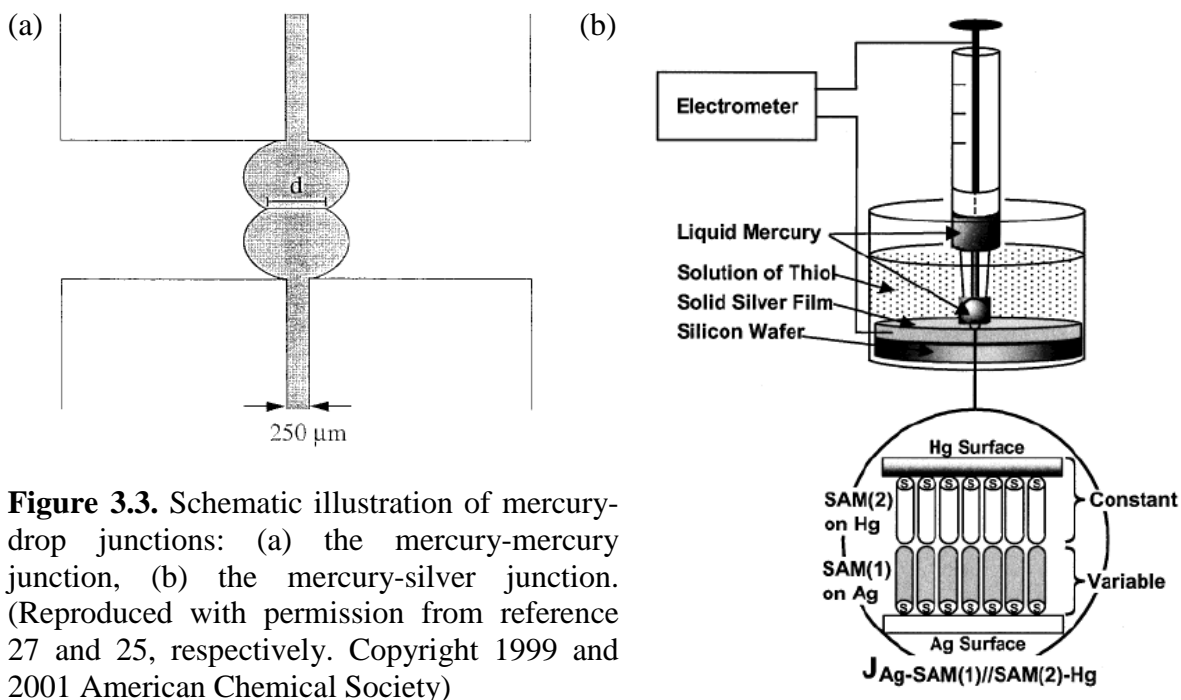 (a)
d
250 μm
Figure 3.3. Schematic illustration of mercury-
drop junctions: (a) the mercury-mercury
junction, (b) the mercury-silver junction.
(Reproduced with permission from reference
27 and 25, respectively. Copyright 1999 and
2001 American Chemical Society)
(b)
Electrometer
Liquid Mercury
Solution of Thiol
Solid Silver Film
Silicon Wafer
Hg Surface
S S S S S S S
SAM(2)
on Hg
Constant
SAM(1)
on Ag
Variable
S S S S S S S
Ag Surface
JAg-SAM(1)//SAM(2)-Hg